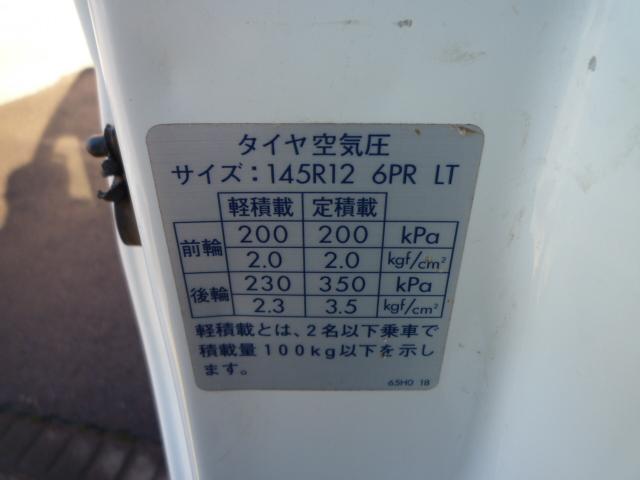 タイヤ空気圧
サイズ：145R12 6PR LT
軽積載 定積載
前輪 200 200 kPa
2.0 2.0 kgf/cm²
後輪 230 350 kPa
2.3 3.5 kgf/cm²
軽積載とは、2名以下乗車で
積載量100kg以下を示し
ます。
65H0 18